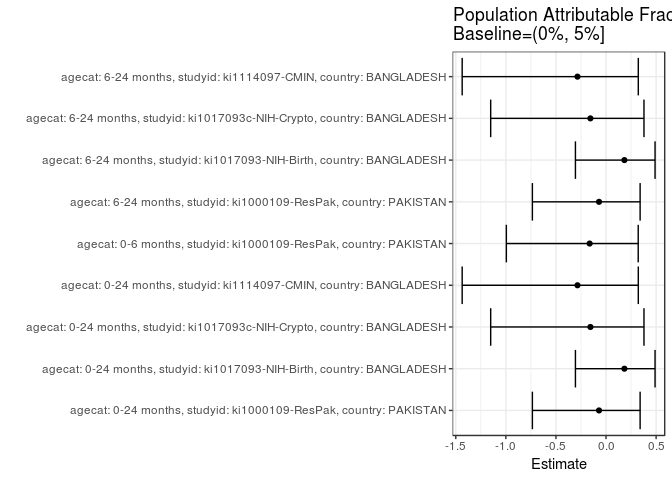 Population Attributable Frac
Baseline=(0%, 5%]
agecat: 6-24 months, studyid: ki1114097-CMIN, country: BANGLADESH
agecat: 6-24 months, studyid: ki1017093c-NIH-Crypto, country: BANGLADESH
agecat: 6-24 months, studyid: ki1017093-NIH-Birth, country: BANGLADESH
agecat: 6-24 months, studyid: ki1000109-ResPak, country: PAKISTAN
agecat: 0-6 months, studyid: ki1000109-ResPak, country: PAKISTAN
agecat: 0-24 months, studyid: ki1114097-CMIN, country: BANGLADESH
agecat: 0-24 months, studyid: ki1017093c-NIH-Crypto, country: BANGLADESH
agecat: 0-24 months, studyid: ki1017093-NIH-Birth, country: BANGLADESH
agecat: 0-24 months, studyid: ki1000109-ResPak, country: PAKISTAN
-1.5 -1.0 -0.5 0.0 0.5
Estimate